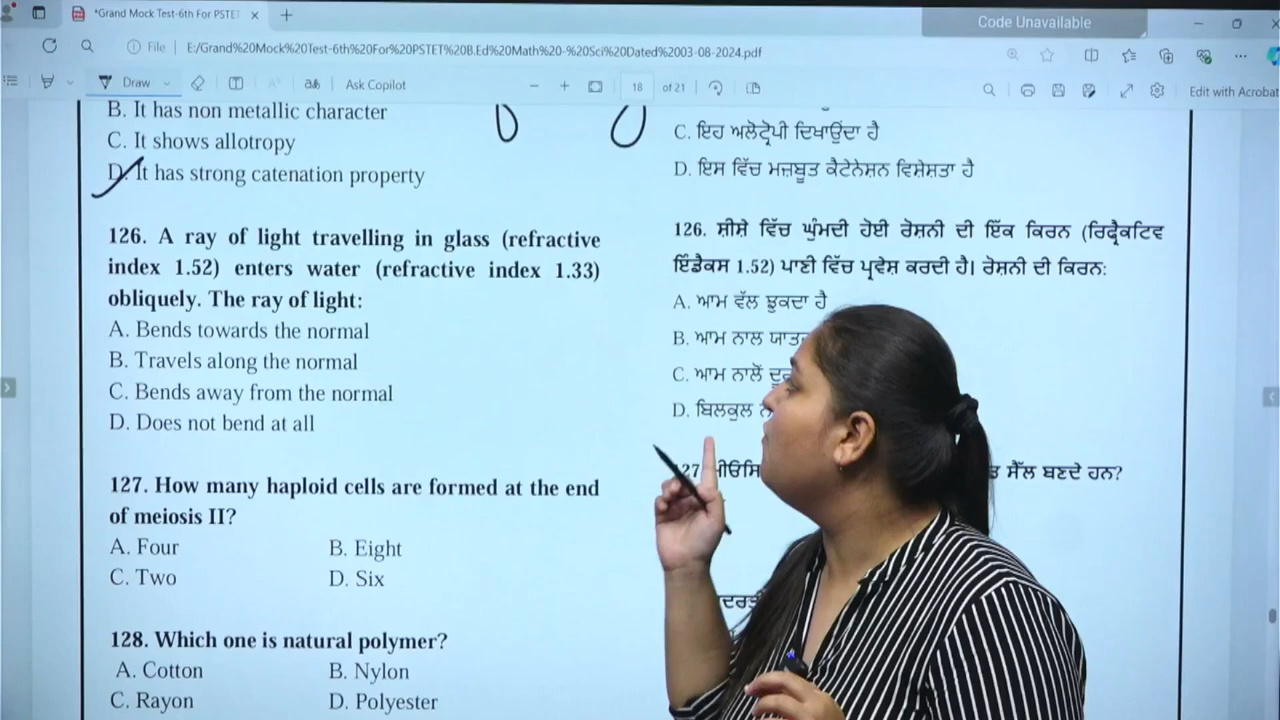 *Grand Mock Test-6th For PSTET
Code Unavailable
File
E:/Grand%20Mock%20Test-6th%20For%20PSTET%20B.Ed%20Math%20-%20Sci%20Dated%2003-08-2024.pdf
Draw
Ask Copilot
18
of 21
Edit with Acrobat
B. It has non metallic character
C. It shows allotropy
D. It has strong catenation property
126. A ray of light travelling in glass (refractive
index 1.52) enters water (refractive index 1.33)
obliquely. The ray of light:
A. Bends towards the normal
B. Travels along the normal
C. Bends away from the normal
D. Does not bend at all
127. How many haploid cells are formed at the end
of meiosis II?
A. Four B. Eight
C. Two D. Six
128. Which one is natural polymer?
A. Cotton B. Nylon
C. Rayon D. Polyester
C. ਇਹ ਅਲੋਟ੍ਰੋਪੀ ਦਿਖਾਉਂਦਾ ਹੈ
D. ਇਸ ਵਿੱਚ ਮਜ਼ਬੂਤ ਕੈਟੇਨੇਸ਼ਨ ਵਿਸ਼ੇਸ਼ਤਾ ਹੈ
126. ਸ਼ੀਸ਼ੇ ਵਿੱਚ ਘੁੰਮਦੀ ਹੋਈ ਰੋਸ਼ਨੀ ਦੀ ਇੱਕ ਕਿਰਨ (ਰਿਫ੍ਰੈਕਟਿਵ
ਇੰਡੈਕਸ 1.52) ਪਾਣੀ ਵਿੱਚ ਪ੍ਰਵੇਸ਼ ਕਰਦੀ ਹੈ। ਰੋਸ਼ਨੀ ਦੀ ਕਿਰਨ:
A. ਆਮ ਵੱਲ ਝੁਕਦਾ ਹੈ
B. ਆਮ ਨਾਲ
C. ਆਮ ਨਾਲੋਂ
D. ਬਿਲਕੁਲ
ਸੈੱਲ ਬਣਦੇ ਹਨ?